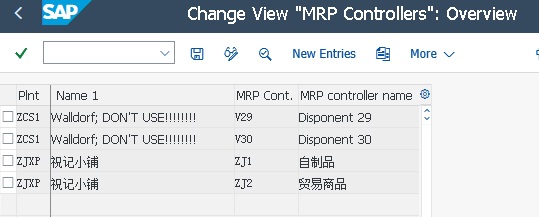 SAP Change View "MRP Controllers": Overview
New Entries More
Plnt Name 1 MRP Cont. MRP controller name
ZCS1 Walldorf; DON'T USE!!!!!!!! V29 Disponent 29
ZCS1 Walldorf; DON'T USE!!!!!!!! V30 Disponent 30
ZJXP 祝记小铺 ZJ1 自制品
ZJXP 祝记小铺 ZJ2 贸易商品